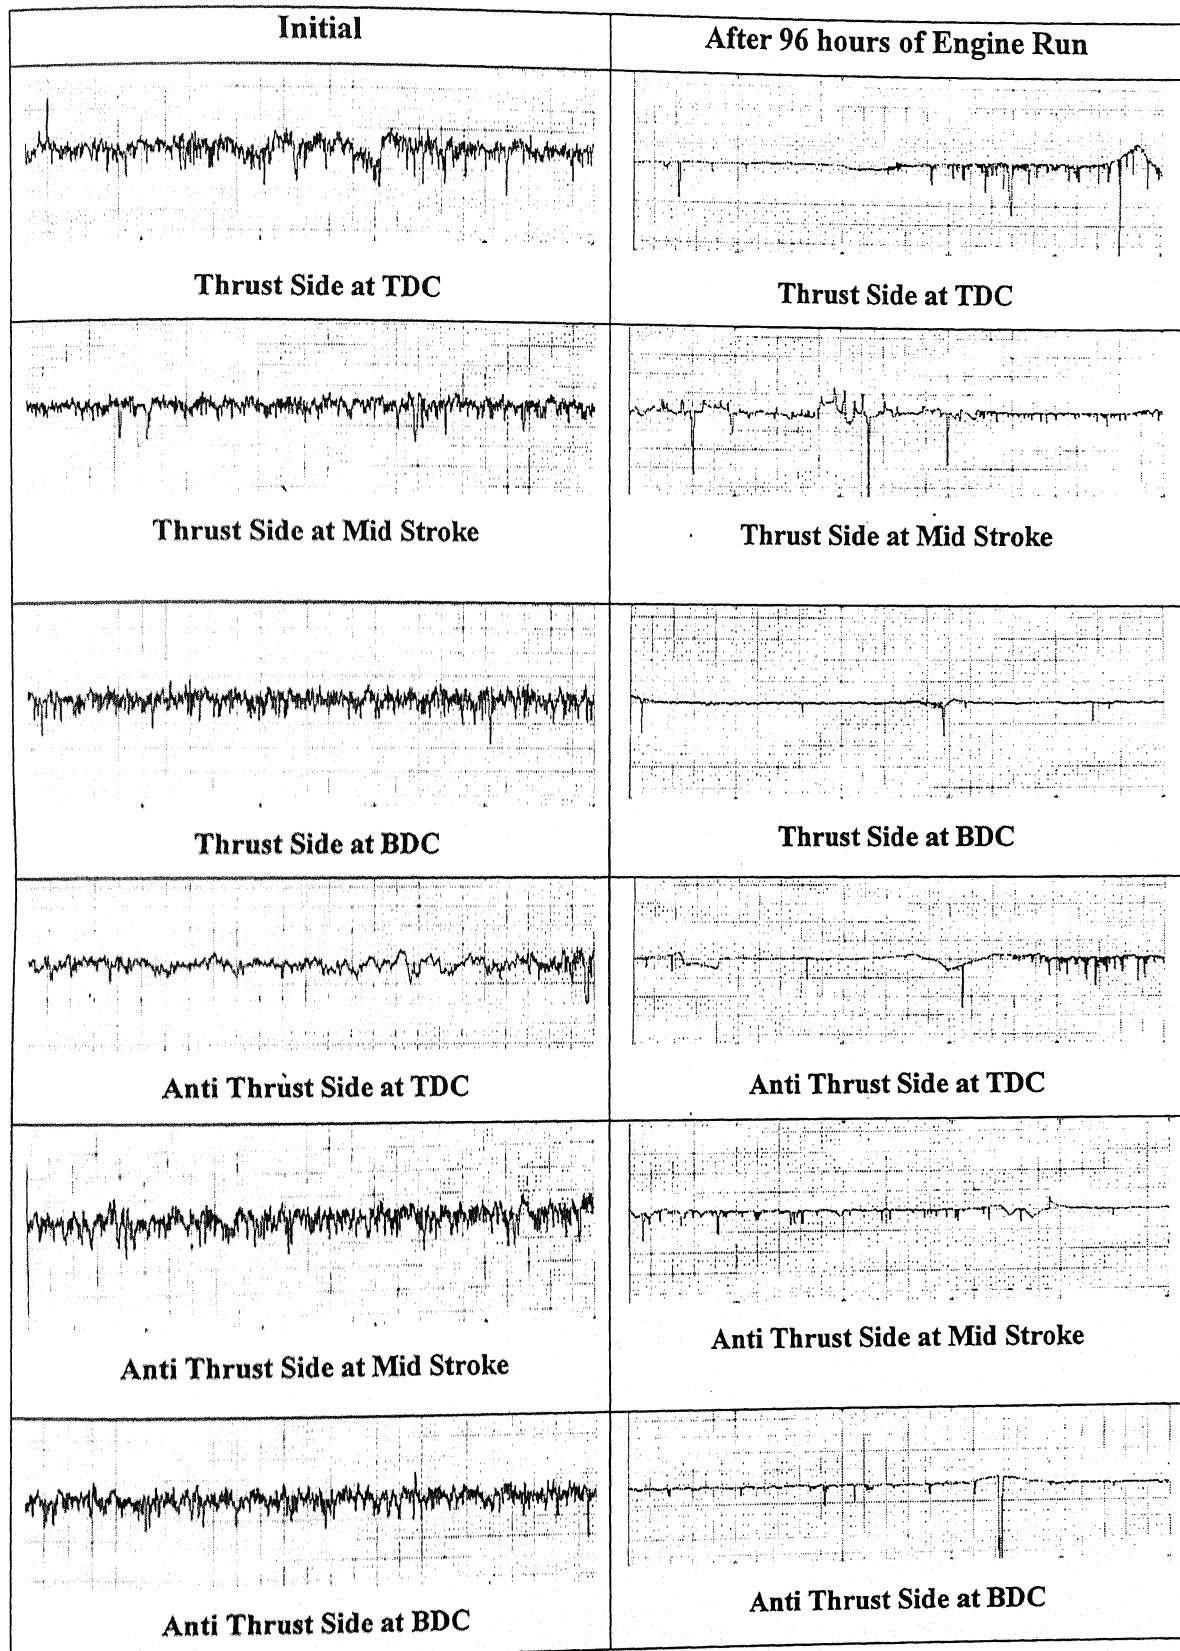 Initial
After 96 hours of Engine Run
Thrust Side at TDC
Thrust Side at TDC
Thrust Side at Mid Stroke
Thrust Side at Mid Stroke
Thrust Side at BDC
Thrust Side at BDC
Anti Thrust Side at TDC
Anti Thrust Side at TDC
Anti Thrust Side at Mid Stroke
Anti Thrust Side at Mid Stroke
Anti Thrust Side at BDC
Anti Thrust Side at BDC